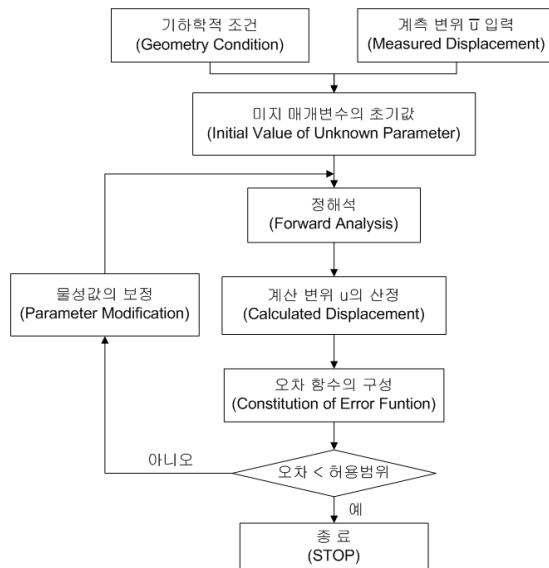 기하학적 조건
(Geometry Condition)
계측 변위 u̅ 입력
(Measured Displacement)
미지 매개변수의 초기값
(Initial Value of Unknown Parameter)
정해석
(Forward Analysis)
물성값의 보정
(Parameter Modification)
계산 변위 u의 산정
(Calculated Displacement)
오차 함수의 구성
(Constitution of Error Funtion)
아니오
오차 < 허용범위
예
종 료
(STOP)